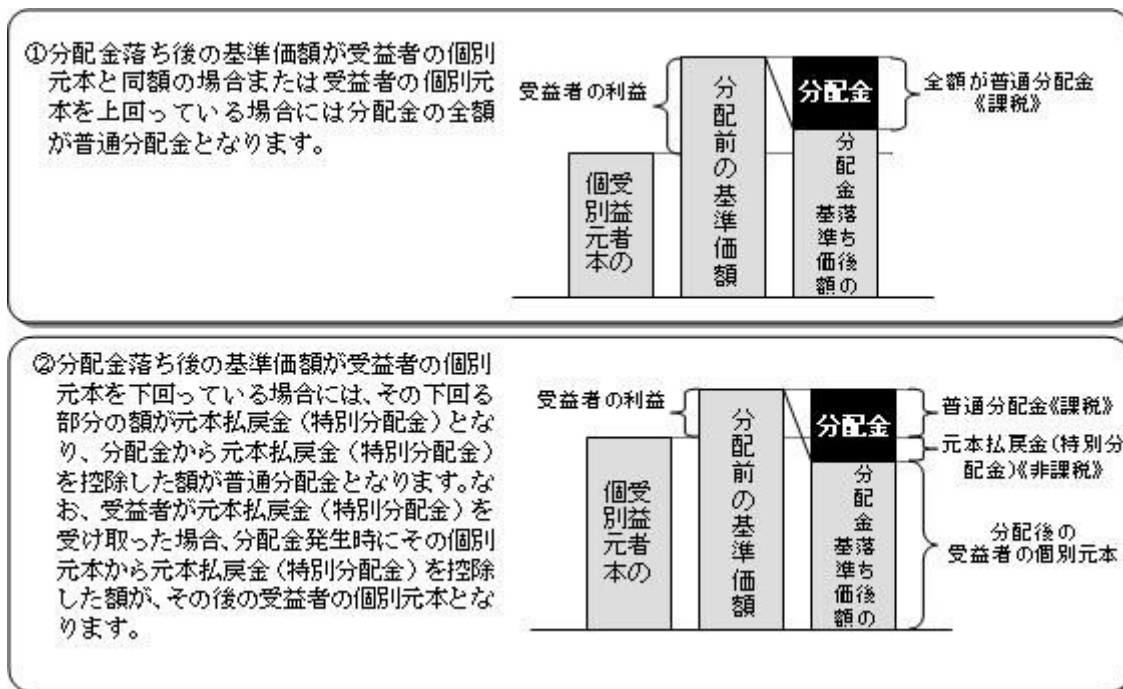 ①分配金落ち後の基準価額が受益者の個別
元本と同額の場合または受益者の個別元
本を上回っている場合には分配金の全額
が普通分配金となります。
受益者の利益
個別元本
受益者の
分配前の基準価額
分配金
分配金落ち後の
基準価額
全額が普通分配金
《課税》
②分配金落ち後の基準価額が受益者の個別
元本を下回っている場合には、その下回る
部分の額が元本払戻金(特別分配金)とな
り、分配金から元本払戻金(特別分配金)
を控除した額が普通分配金となります。な
お、受益者が元本払戻金(特別分配金)を
受け取った場合、分配金発生時にその個別
元本から元本払戻金(特別分配金)を控除
した額が、その後の受益者の個別元本とな
ります。
受益者の利益
受益者の
個別元本
分配前の基準価額
分配金
分配金落ち後の
基準価額
普通分配金《課税》
元本払戻金(特別分
配金)《非課税》
分配後の
受益者の個別元本